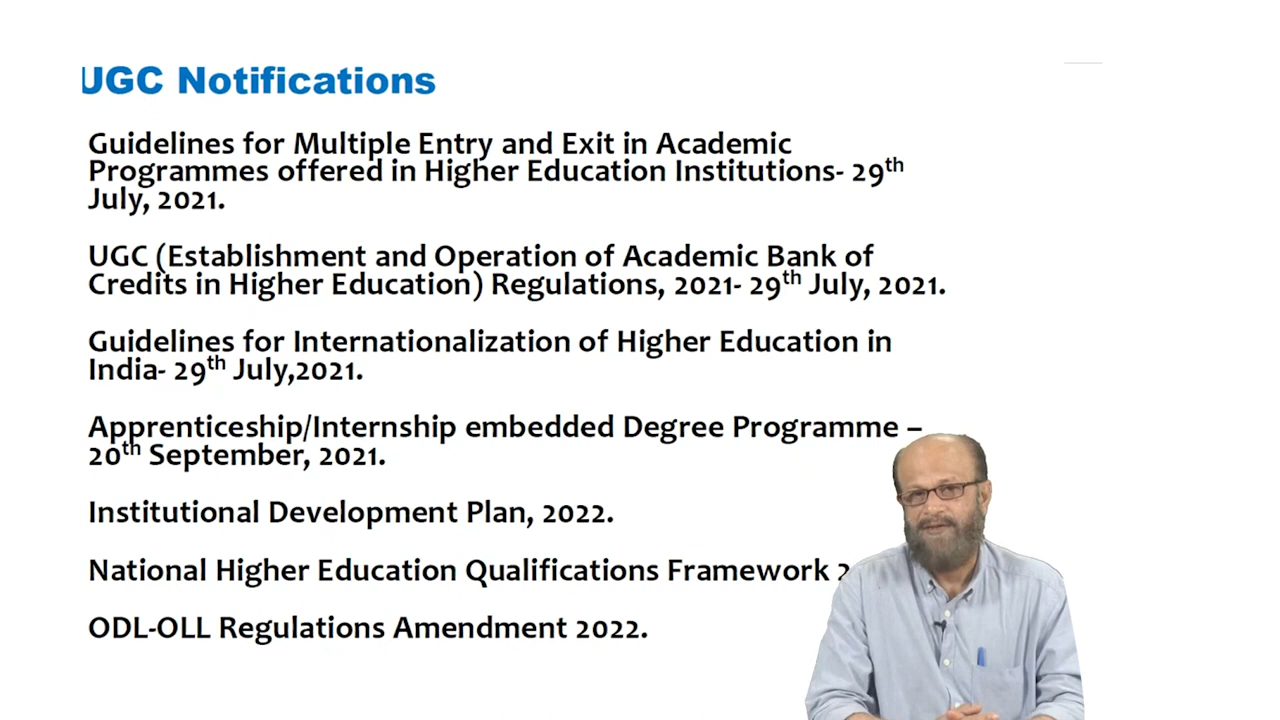 UGC Notifications
Guidelines for Multiple Entry and Exit in Academic
Programmes offered in Higher Education Institutions- 29th
July, 2021.
UGC (Establishment and Operation of Academic Bank of
Credits in Higher Education) Regulations, 2021- 29th July, 2021.
Guidelines for Internationalization of Higher Education in
India- 29th July,2021.
Apprenticeship/Internship embedded Degree Programme –
20th September, 2021.
Institutional Development Plan, 2022.
National Higher Education Qualifications Framework
ODL-OLL Regulations Amendment 2022.